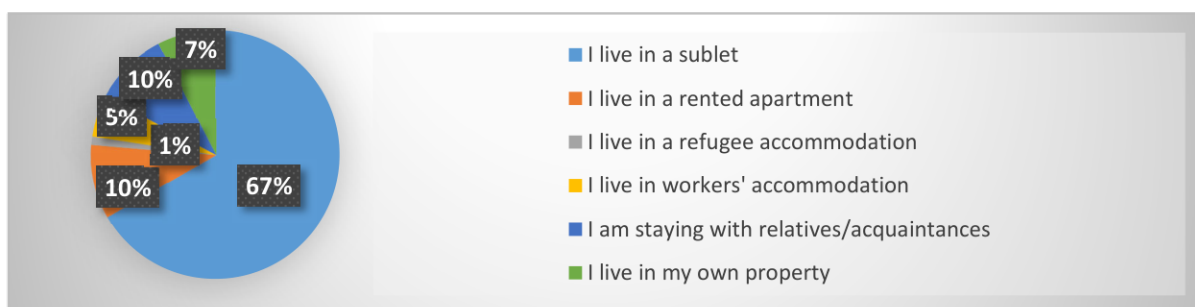 7%
10%
5%
1%
10%
67%
I live in a sublet
I live in a rented apartment
I live in a refugee accommodation
I live in workers' accommodation
I am staying with relatives/acquaintances
I live in my own property